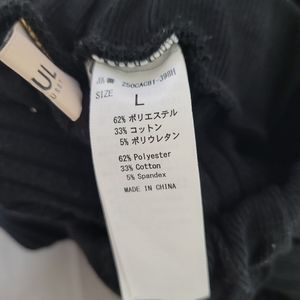 UL
SIZE
L
62% ポリエステル
33% コットン
5% ポリウレタン
62% Polyester
33% Cotton
5% Spandex
MADE IN CHINA